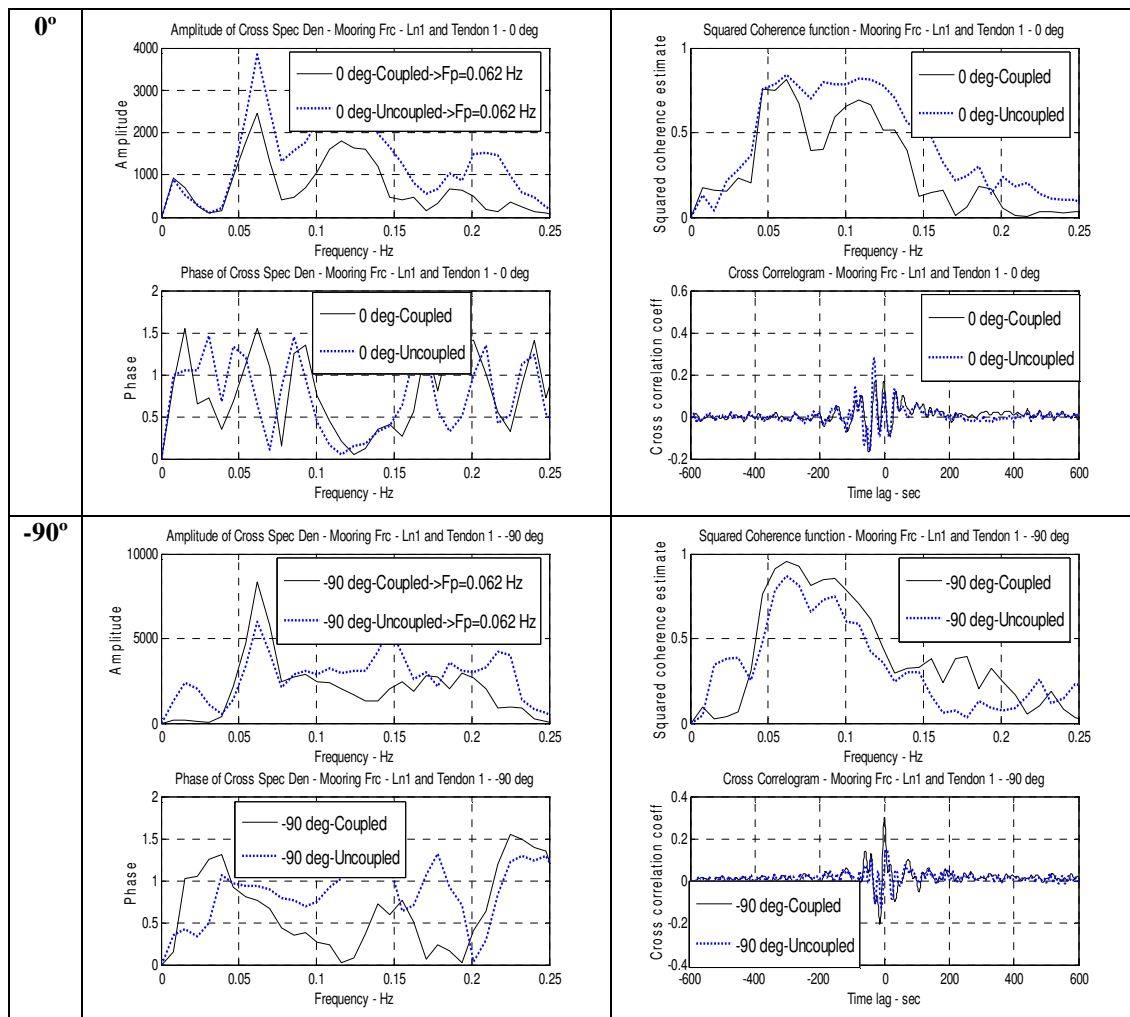 0º
Amplitude of Cross Spec Den - Mooring Frc - Ln1 and Tendon 1 - 0 deg
4000
3000
2000
1000
0
Amplitude
0 deg-Coupled->Fp=0.062 Hz
0 deg-Uncoupled->Fp=0.062 Hz
0 0.05 0.1 0.15 0.2 0.25
Frequency - Hz
Squared Coherence function - Mooring Frc - Ln1 and Tendon 1 - 0 deg
1
0.5
0
Squared coherence estimate
0 deg-Coupled
0 deg-Uncoupled
0 0.05 0.1 0.15 0.2 0.25
Frequency - Hz
Phase of Cross Spec Den - Mooring Frc - Ln1 and Tendon 1 - 0 deg
2
1.5
1
0.5
0
Phase
0 deg-Coupled
0 deg-Uncoupled
0 0.05 0.1 0.15 0.2 0.25
Frequency - Hz
Cross Correlogram - Mooring Frc - Ln1 and Tendon 1 - 0 deg
0.6
0.4
0.2
0
-0.2
Cross correlation coeff
0 deg-Coupled
0 deg-Uncoupled
-600 -400 -200 0 200 400 600
Time lag - sec
-90º
Amplitude of Cross Spec Den - Mooring Frc - Ln1 and Tendon 1 - -90 deg
10000
5000
0
Amplitude
-90 deg-Coupled->Fp=0.062 Hz
-90 deg-Uncoupled->Fp=0.062 Hz
0 0.05 0.1 0.15 0.2 0.25
Frequency - Hz
Squared Coherence function - Mooring Frc - Ln1 and Tendon 1 - -90 deg
1
0.5
0
Squared coherence estimate
-90 deg-Coupled
-90 deg-Uncoupled
0 0.05 0.1 0.15 0.2 0.25
Frequency - Hz
Phase of Cross Spec Den - Mooring Frc - Ln1 and Tendon 1 - -90 deg
2
1.5
1
0.5
0
Phase
-90 deg-Coupled
-90 deg-Uncoupled
0 0.05 0.1 0.15 0.2 0.25
Frequency - Hz
Cross Correlogram - Mooring Frc - Ln1 and Tendon 1 - -90 deg
0.4
0.2
0
-0.2
-0.4
Cross correlation coeff
-90 deg-Coupled
-90 deg-Uncoupled
-600 -400 -200 0 200 400 600
Time lag - sec